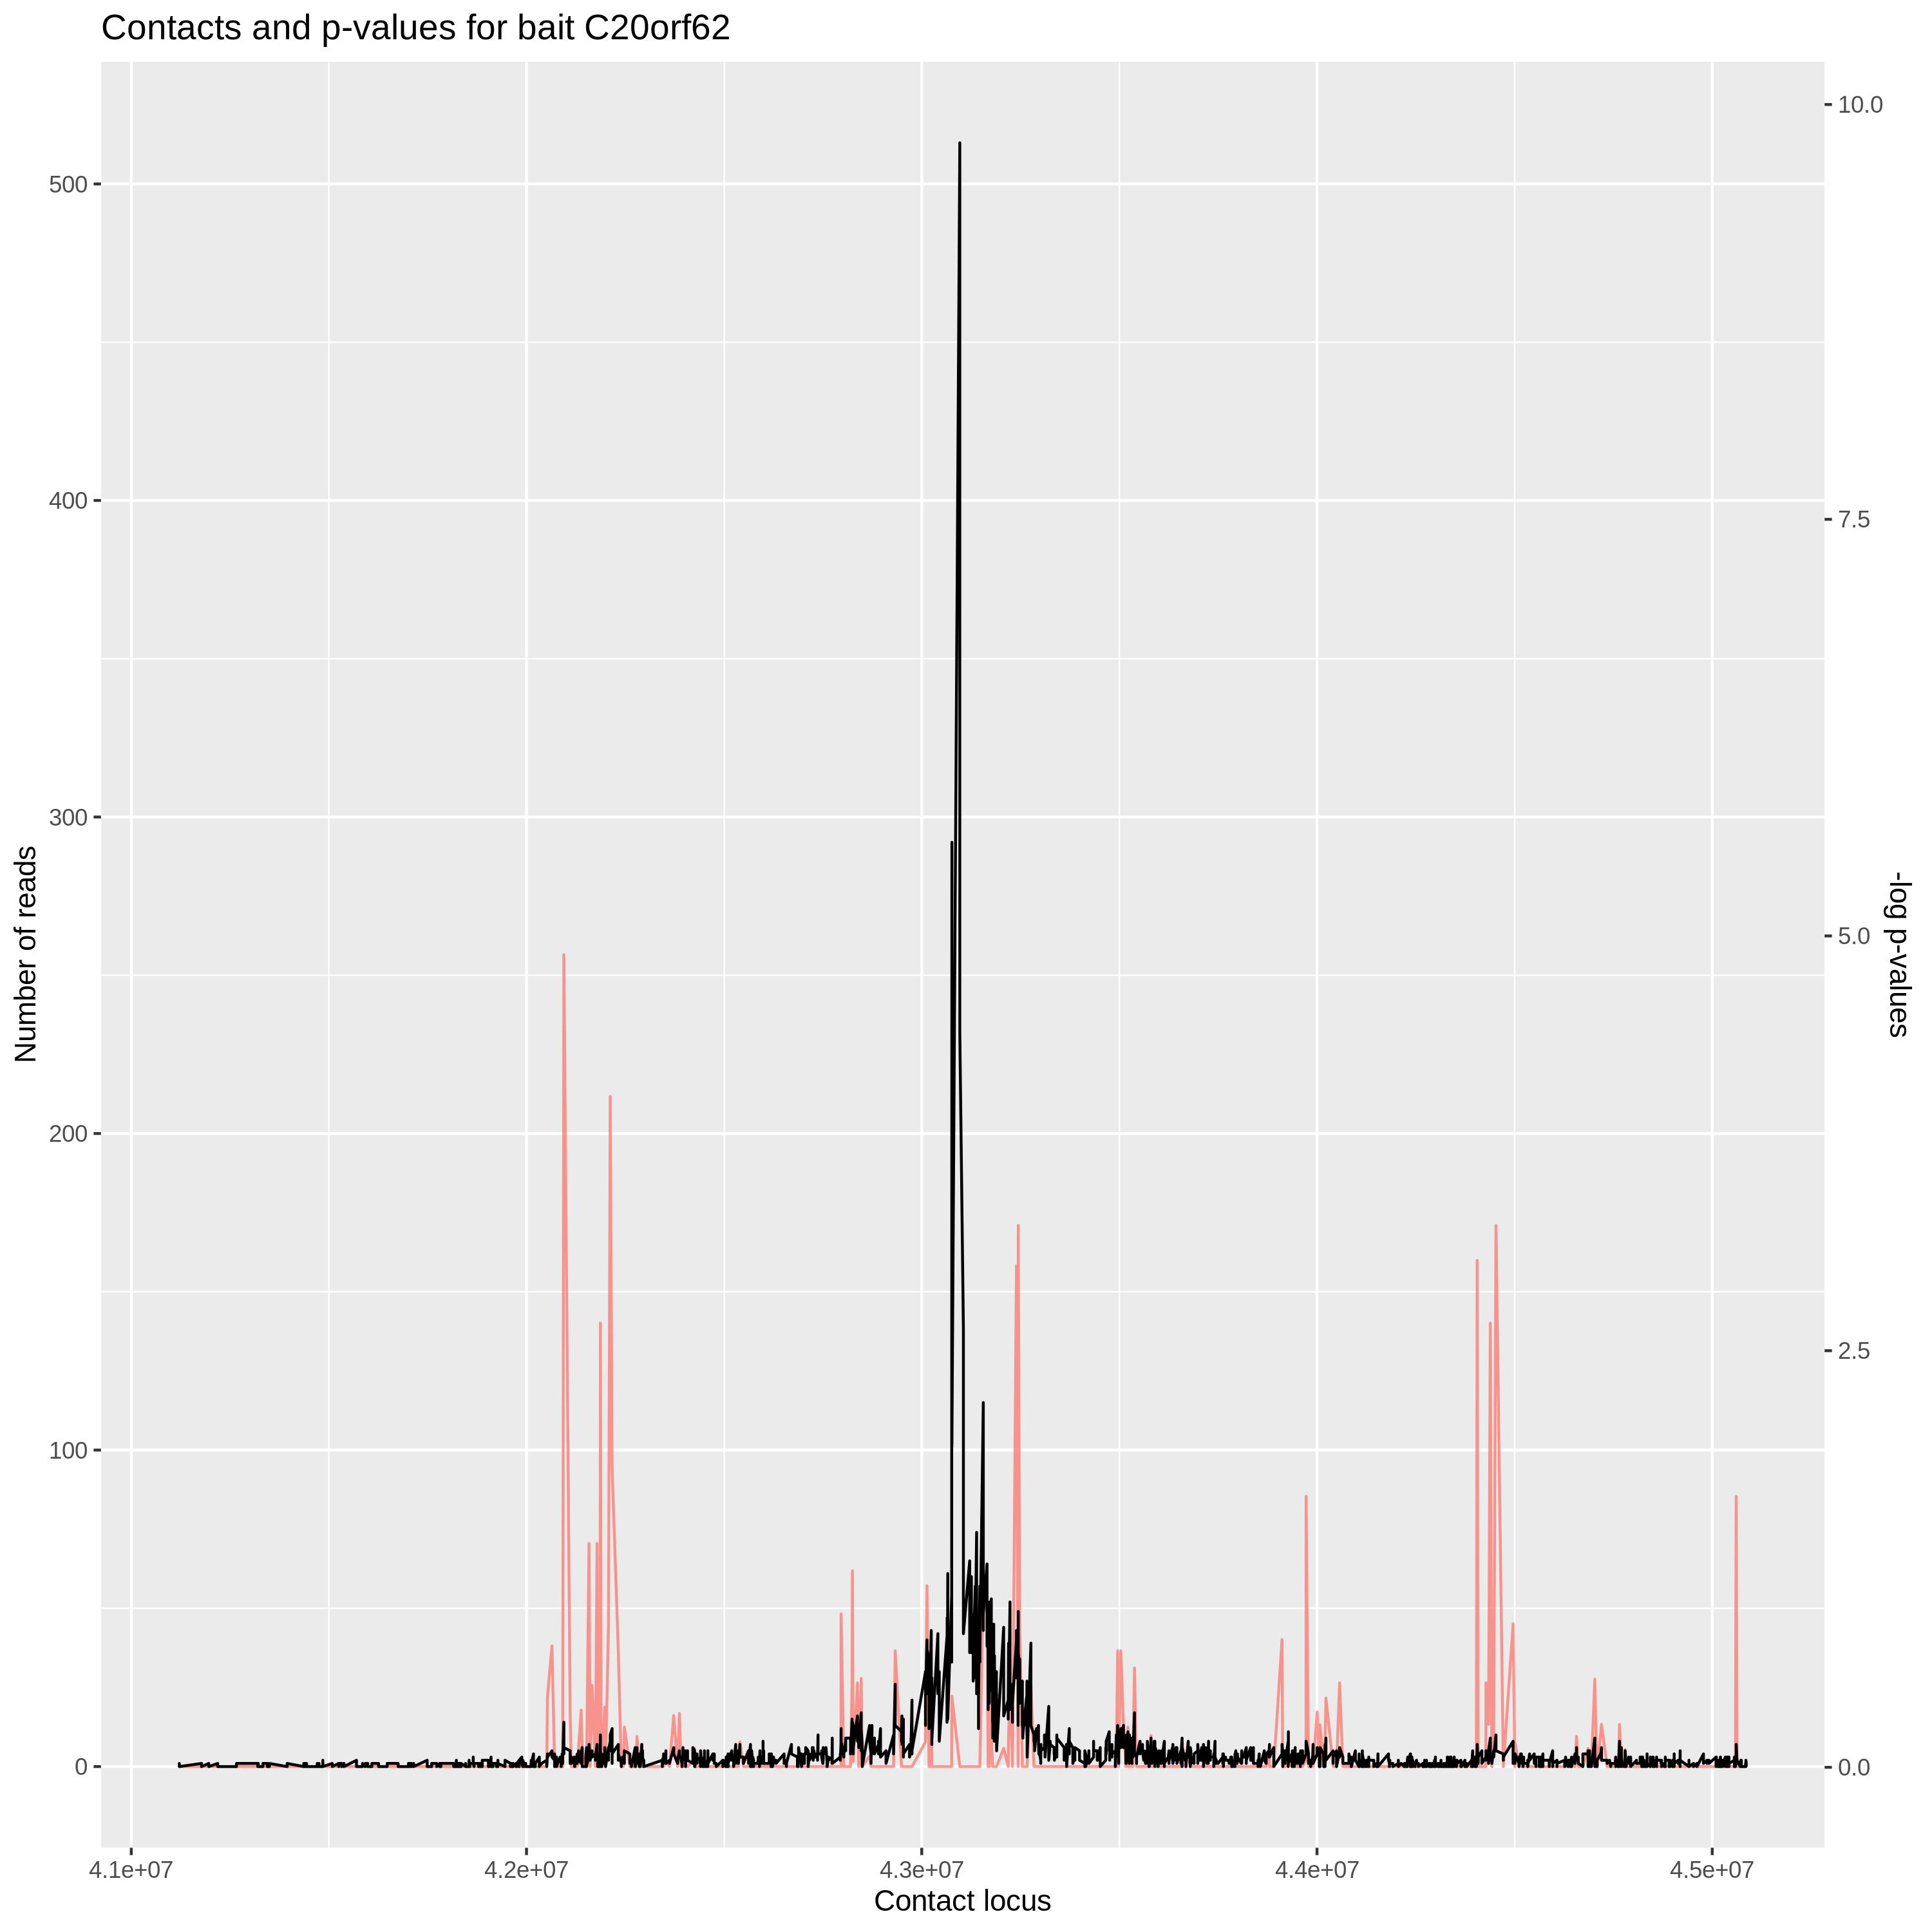 Contacts and p-values for bait C20orf62
10.0
500
400
7.5
300
Number of reads
-log p-values
5.0
200
2.5
100
0
0.0
4.1e+07 4.2e+07 4.3e+07 4.4e+07 4.5e+07
Contact locus